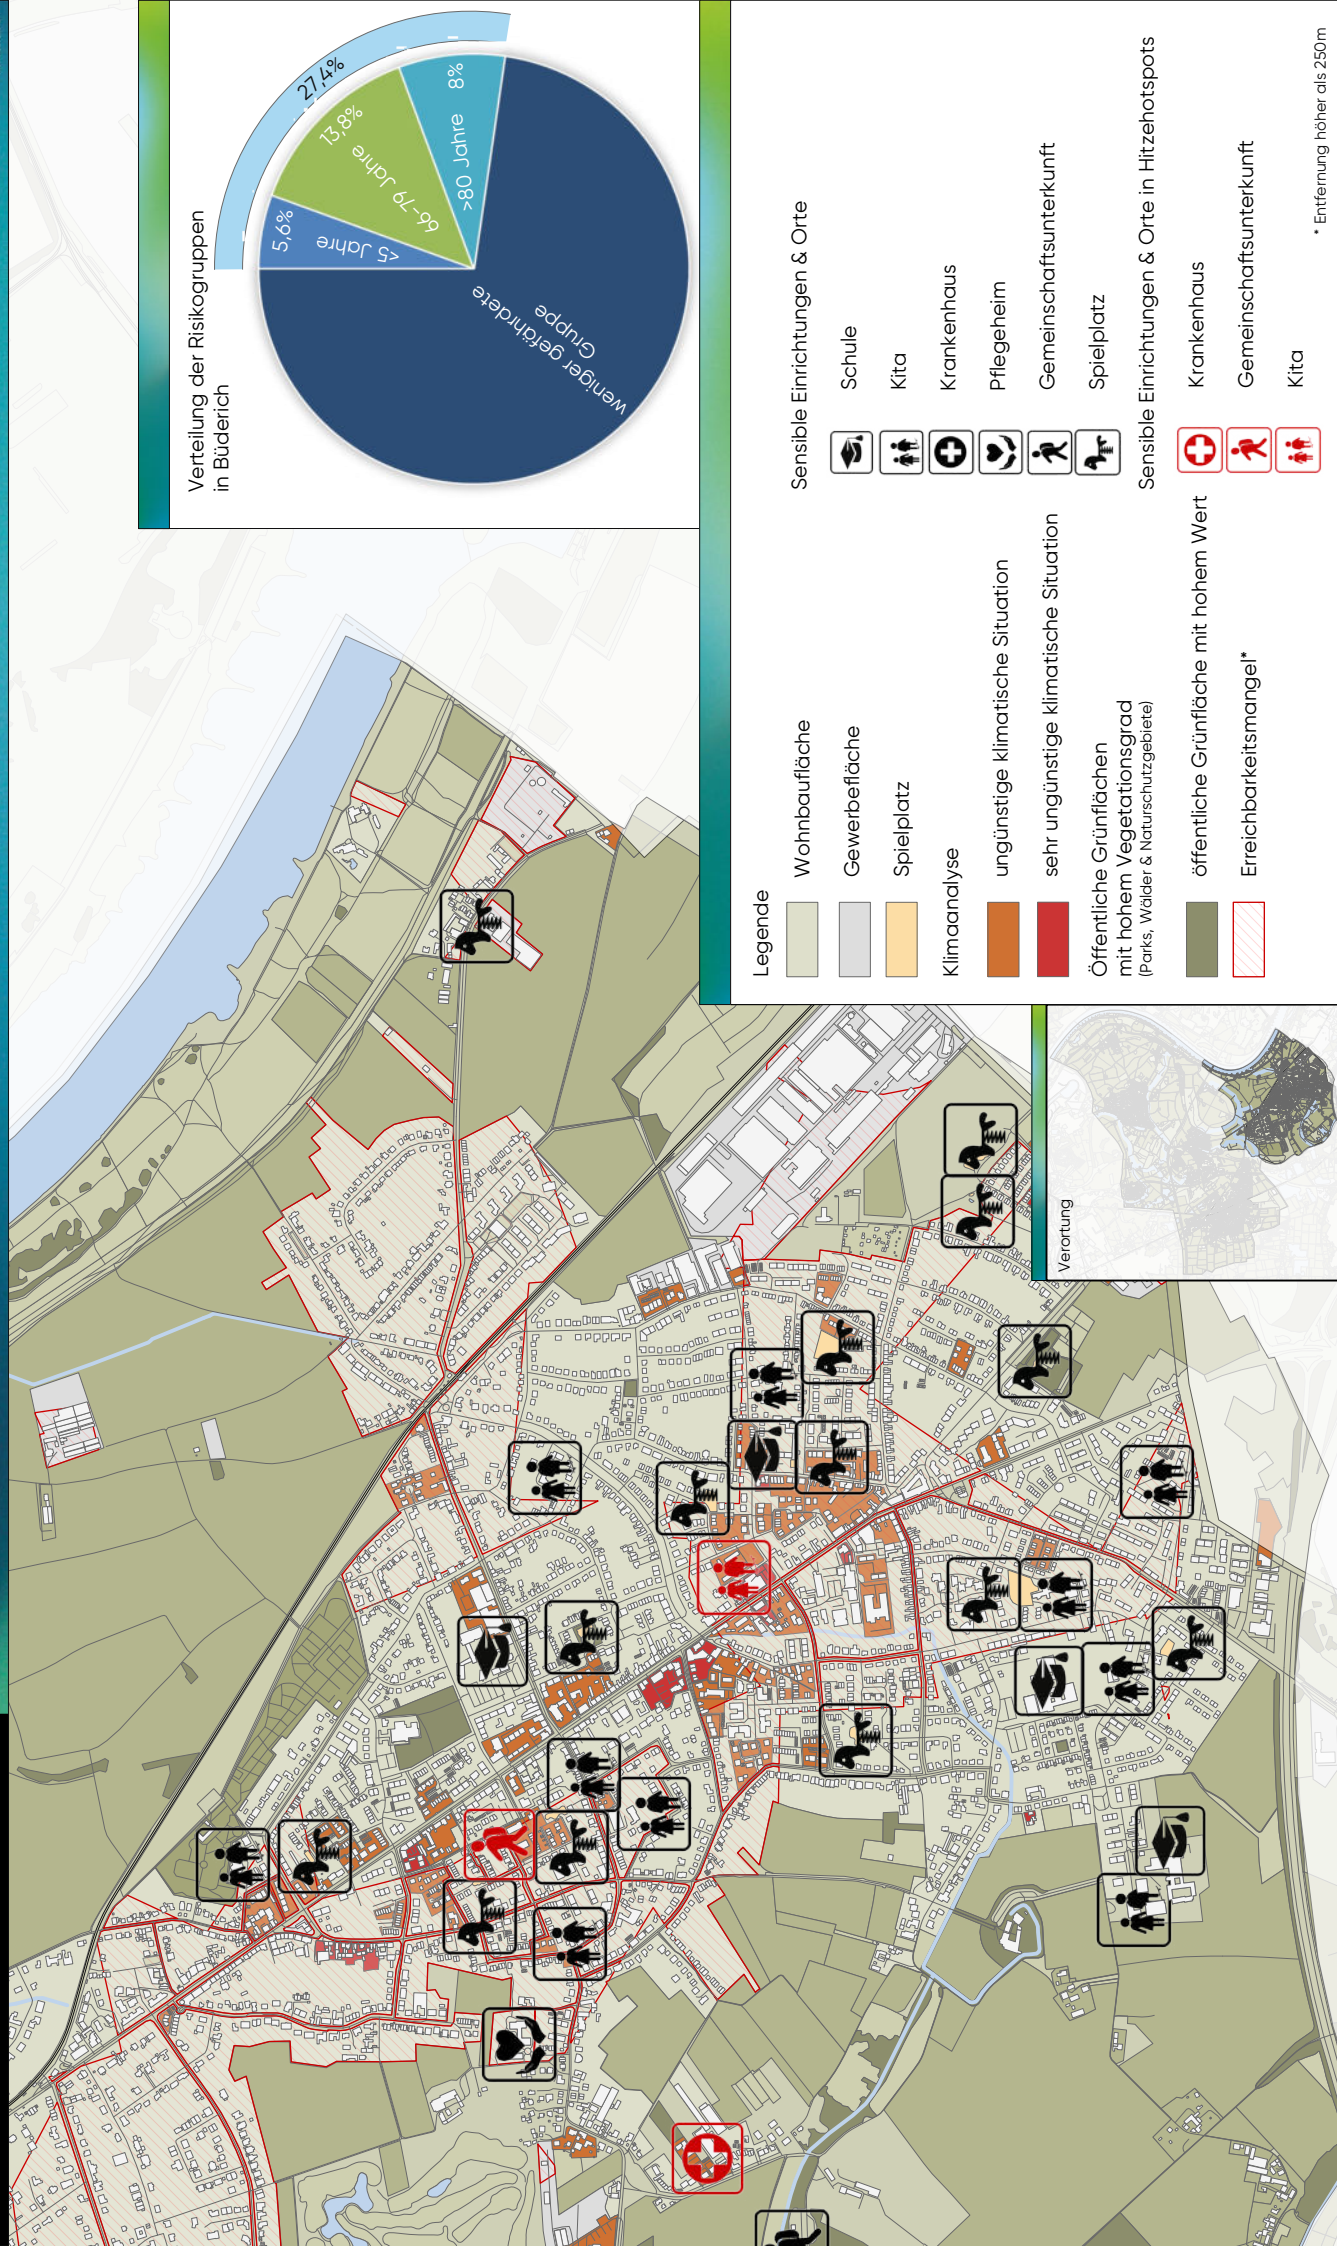 Verteilung der Risikogruppen
in Büderich
27,4%
5,6%
≤5 Jahre
13,8%
66-79 Jahre
8%
>80 Jahre
weniger gefährdete
Gruppe
Legende
Wohnbaufläche
Gewerbefläche
Spielplatz
Klimaanalyse
ungünstige klimatische Situation
sehr ungünstige klimatische Situation
Öffentliche Grünflächen
mit hohem Vegetationsgrad
(Parks, Wälder & Naturschutzgebiete)
öffentliche Grünfläche mit hohem Wert
Erreichbarkeitsmangel*
Sensible Einrichtungen & Orte
Schule
Kita
Krankenhaus
Pflegeheim
Gemeinschaftsunterkunft
Spielplatz
Sensible Einrichtungen & Orte in Hitzehotspots
Krankenhaus
Gemeinschaftsunterkunft
Kita
* Entfernung höher als 250m
Verortung